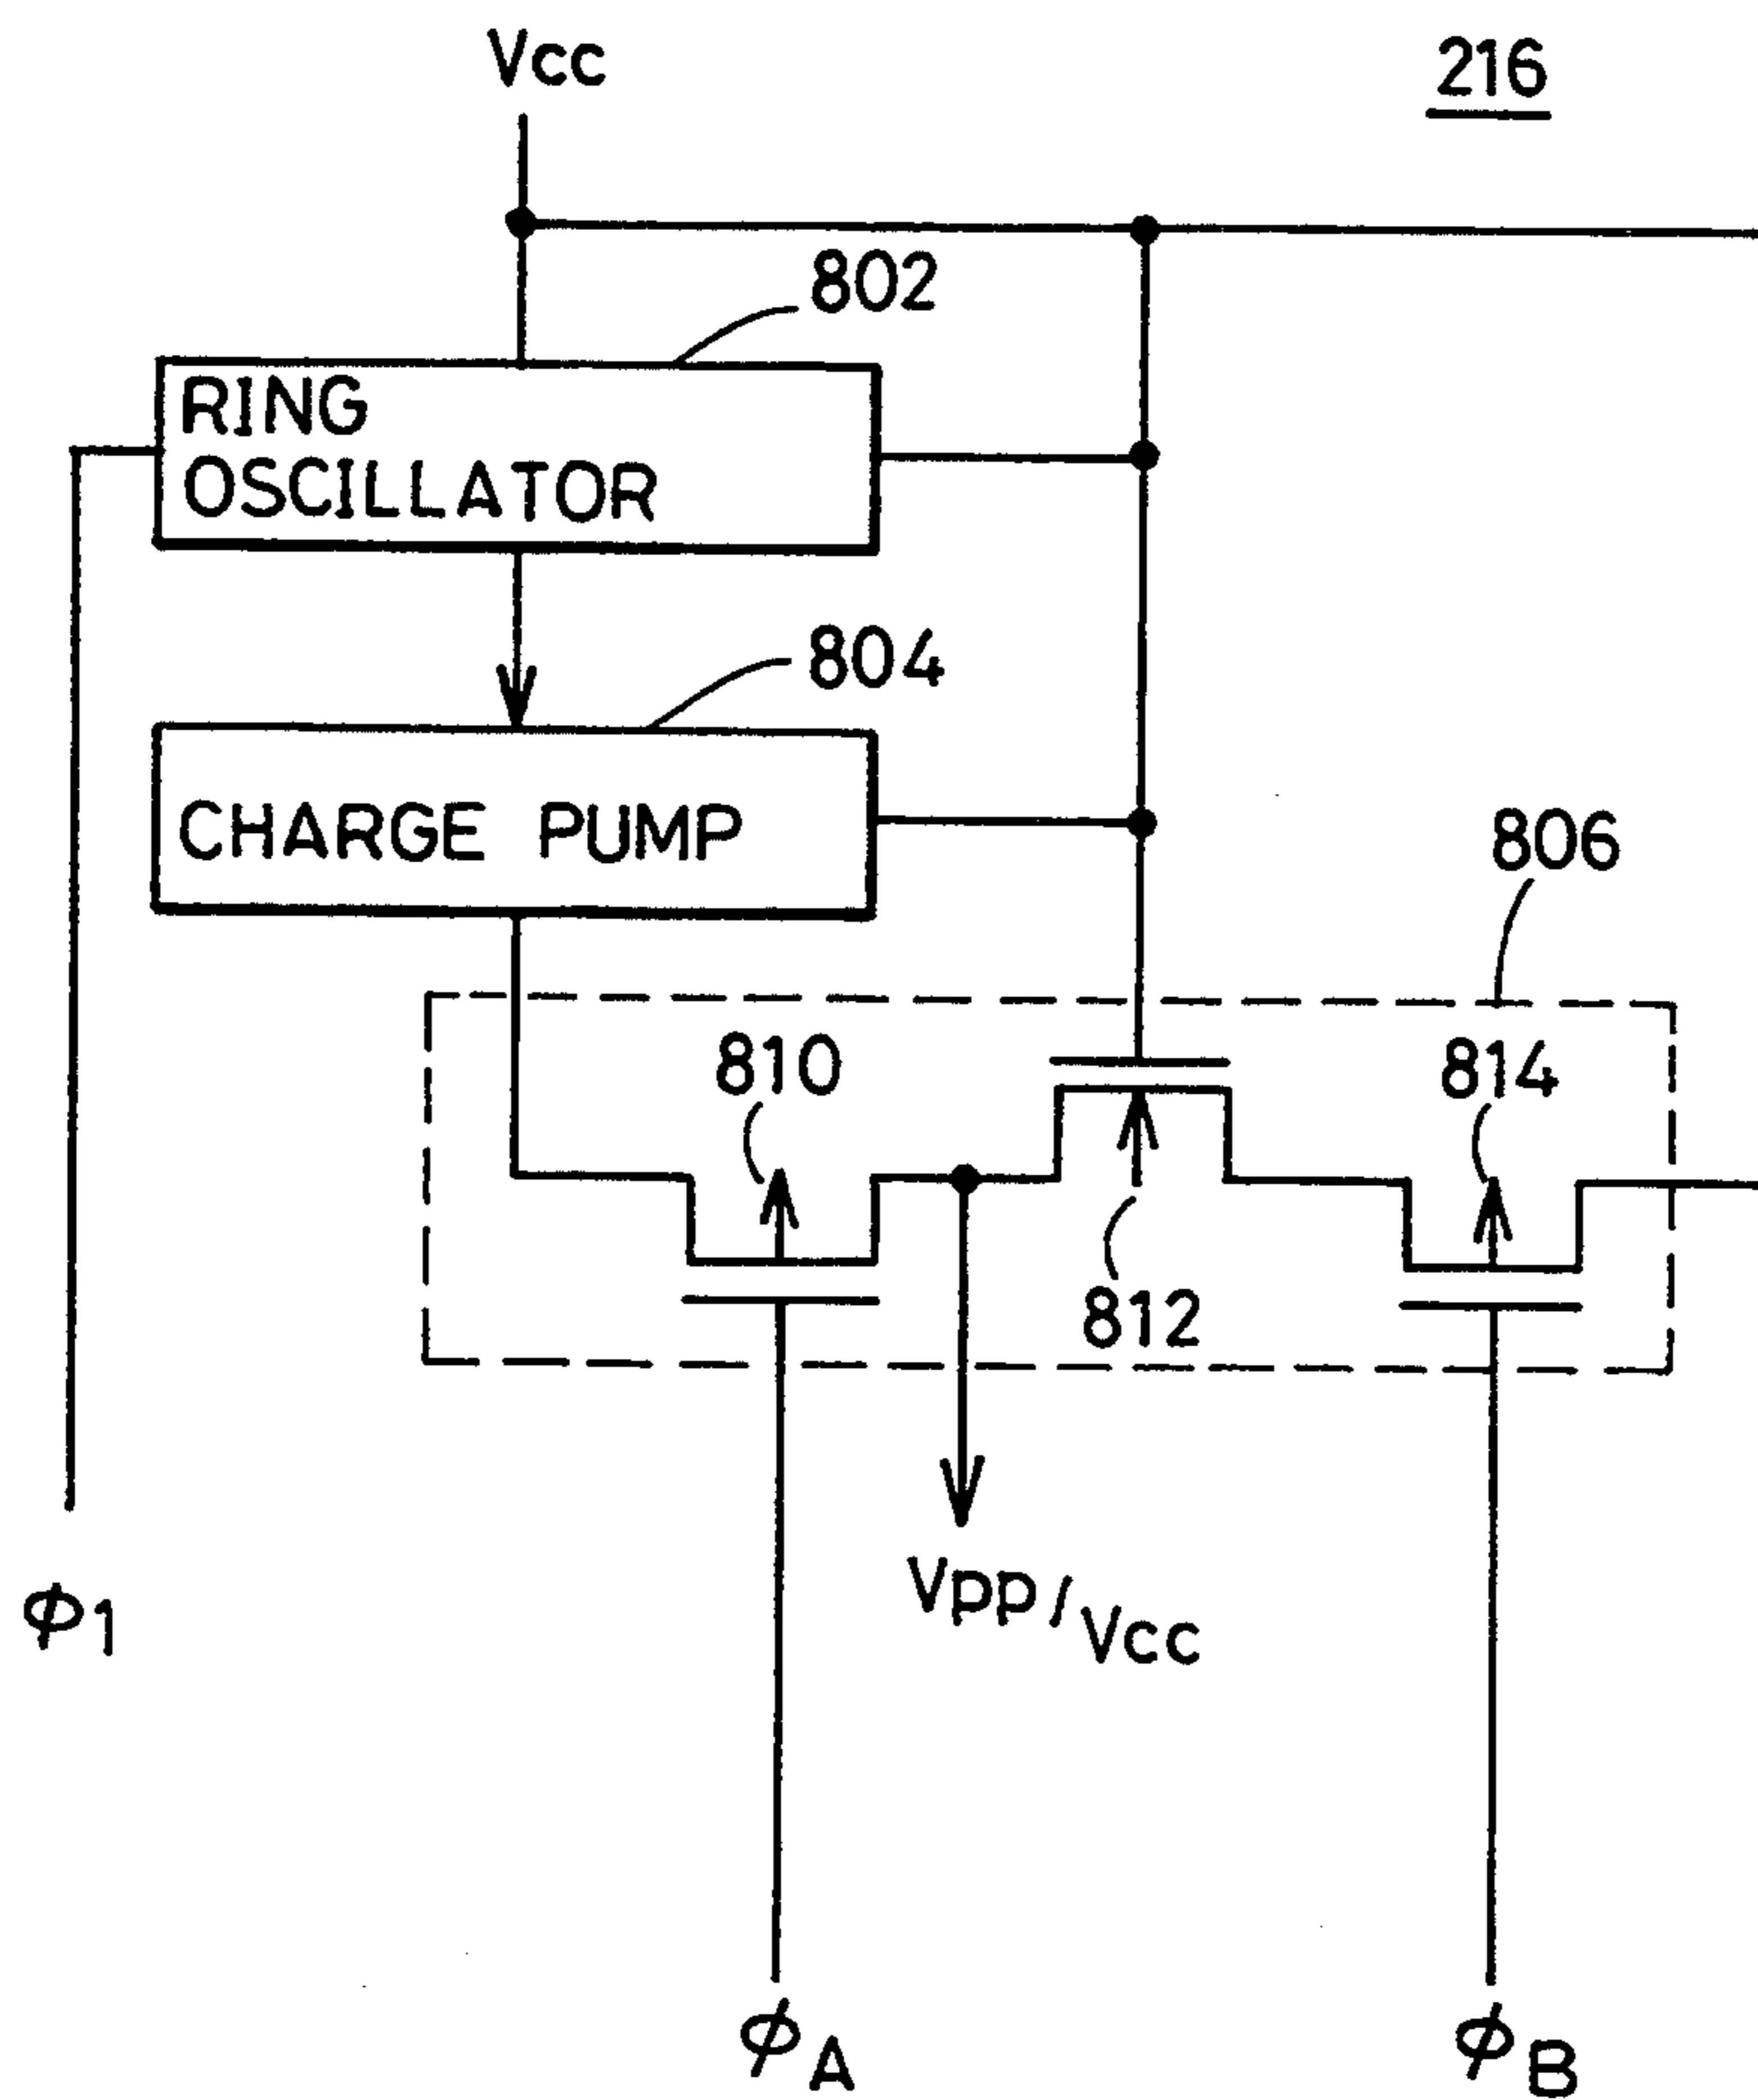 Vcc
216
802
RING
OSCILLATOR
804
CHARGE PUMP
806
810
814
812
Vpp/Vcc
φ1
φA
φB